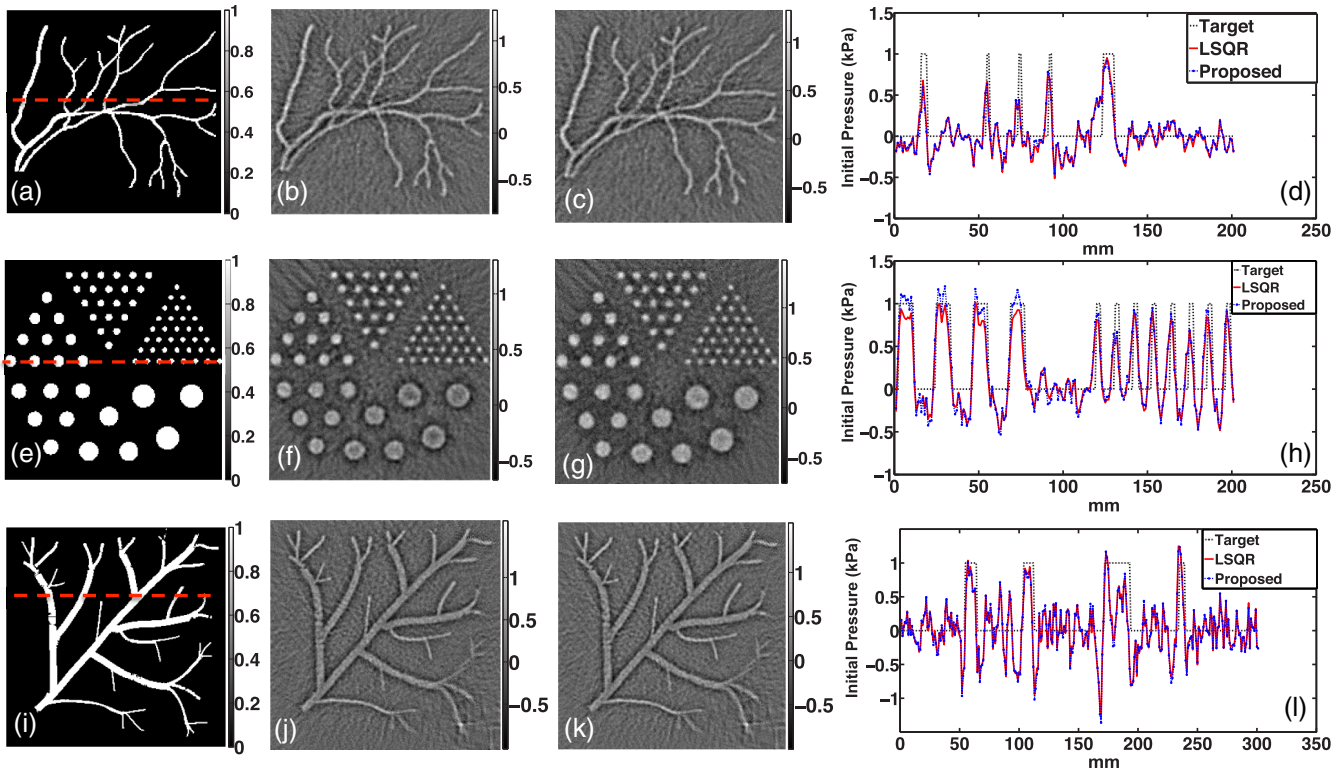 1
0.8
0.6
0.4
0.2
0
(a)
1
0.5
0
−0.5
(b)
1
0.5
0
−0.5
(c)
1.5
1
0.5
0
−0.5
−1
0 50 100 150 200 250
mm
Initial Pressure (kPa)
Target
LSQR
Proposed
(d)
1
0.8
0.6
0.4
0.2
0
(e)
1
0.5
0
−0.5
(f)
1
0.5
0
−0.5
(g)
1.5
1
0.5
0
−0.5
−1
0 50 100 150 200 250
mm
Initial Pressure (kPa)
Target
LSQR
Proposed
(h)
1
0.8
0.6
0.4
0.2
0
(i)
1
0.5
0
−0.5
(j)
1
0.5
0
−0.5
(k)
1
0.5
0
−0.5
1
0 50 100 150 200 250 300 350
mm
Initial Pressure (kPa)
Target
LSQR
Proposed
(l)